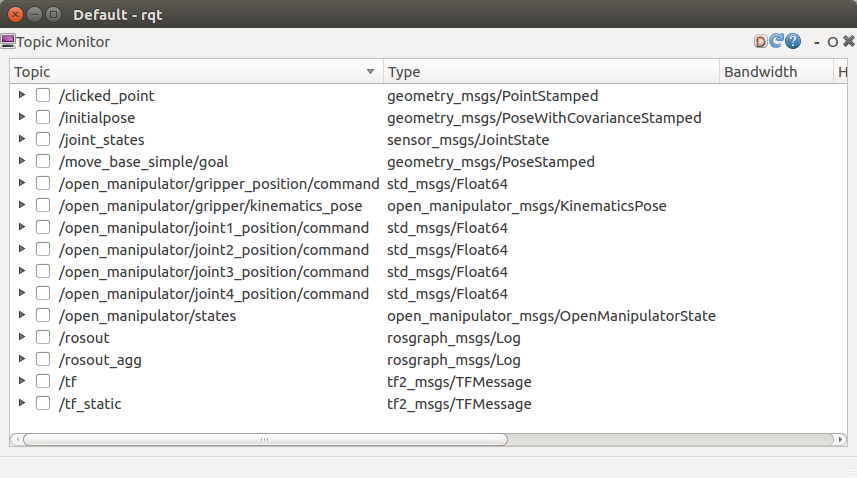 Default - rqt
Topic Monitor D ? - O
Topic Type Bandwidth H
/clicked_point geometry_msgs/PointStamped
/initialpose geometry_msgs/PoseWithCovarianceStamped
/joint_states sensor_msgs/JointState
/move_base_simple/goal geometry_msgs/PoseStamped
/open_manipulator/gripper_position/command std_msgs/Float64
/open_manipulator/gripper/kinematics_pose open_manipulator_msgs/KinematicsPose
/open_manipulator/joint1_position/command std_msgs/Float64
/open_manipulator/joint2_position/command std_msgs/Float64
/open_manipulator/joint3_position/command std_msgs/Float64
/open_manipulator/joint4_position/command std_msgs/Float64
/open_manipulator/states open_manipulator_msgs/OpenManipulatorState
/rosout rosgraph_msgs/Log
/rosout_agg rosgraph_msgs/Log
/tf tf2_msgs/TFMessage
/tf_static tf2_msgs/TFMessage